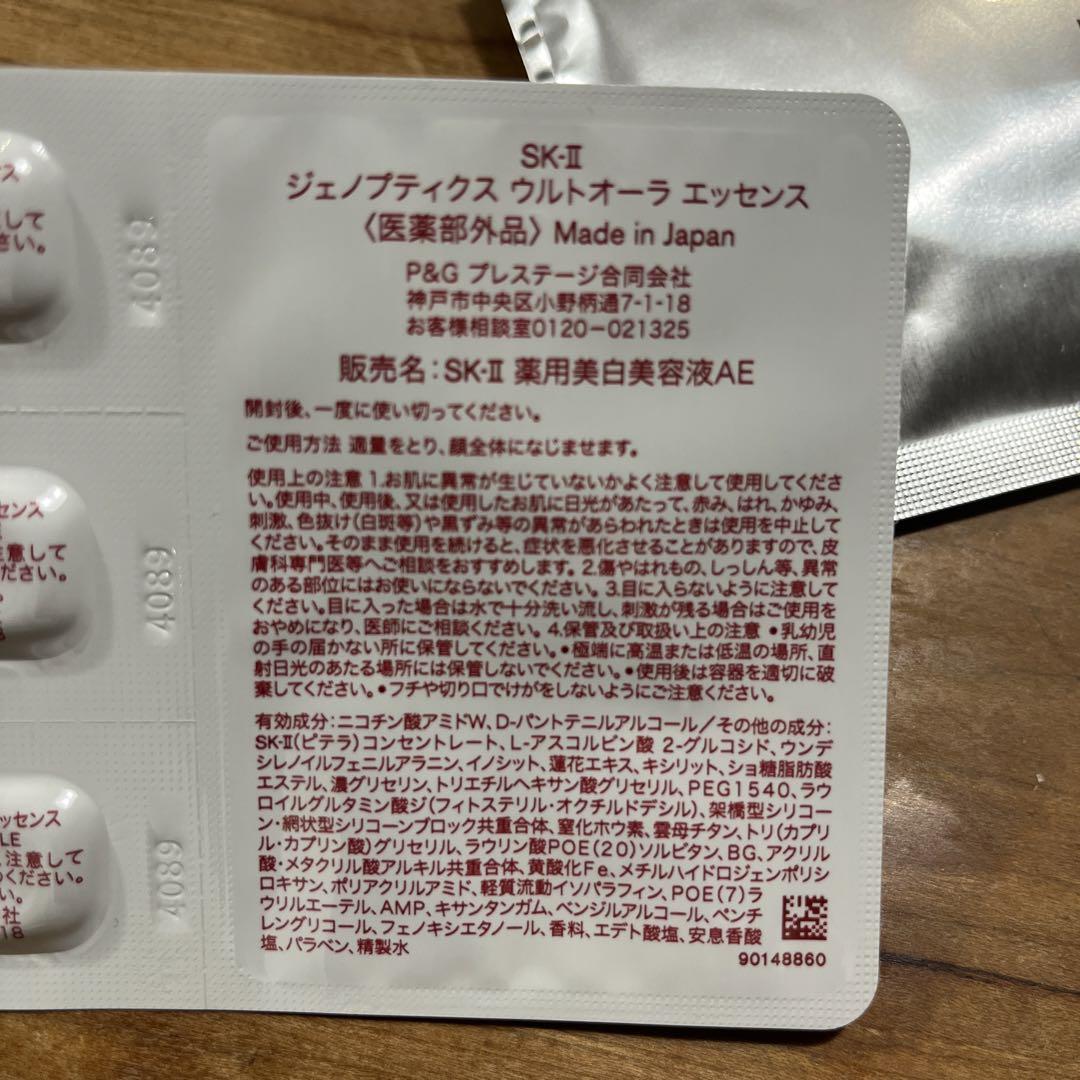 SK-II
ジェノプティクス ウルトオーラ エッセンス
〈医薬部外品〉 Made in Japan
P&G プレステージ合同会社
神戸市中央区小野柄通7-1-18
お客様相談室0120-021325
販売名:SK-II 薬用美白美容液AE
開封後、一度に使い切ってください。
ご使用方法 適量をとり、顔全体になじませます。
使用上の注意 1.お肌に異常が生じていないかよく注意して使用してくださ
い。使用中、使用後、又は使用したお肌に日光があたって、赤み、はれ、かゆみ、
刺激、色抜け(白斑等)や黒ずみ等の異常があらわれたときは使用を中止して
ください。そのまま使用を続けると、症状を悪化させることがありますので、皮
膚科専門医等へご相談をおすすめします。 2.傷やはれもの、しっしん等、異常
のある部位にはお使いにならないでください。 3.目に入らないように注意して
ください。目に入った場合は水で十分洗い流し、刺激が残る場合はご使用を
おやめになり、医師にご相談ください。 4.保管及び取扱い上の注意 •乳幼児
の手の届かない所に保管してください。•極端に高温または低温の場所、直
射日光のあたる場所には保管しないでください。•使用後は容器を適切に破
棄してください。•フチや切り口でけがをしないようにご注意ください。
有効成分:ニコチン酸アミドW、D-パントテニルアルコール/その他の成分:
SK-II(ピテラ)コンセントレート、L-アスコルビン酸 2-グルコシド、ウンデ
シレノイルフェニルアラニン、イノシット、蓮花エキス、キシリット、ショ糖脂肪酸
エステル、濃グリセリン、トリエチルヘキサン酸グリセリル、PEG1540、ラウ
ロイルグルタミン酸ジ(フィトステリル・オクチルドデシル)、架橋型シリコー
ン・網状型シリコーンブロック共重合体、窒化ホウ素、雲母チタン、トリ(カプリ
ル・カプリン酸)グリセリル、ラウリン酸POE(20)ソルビタン、BG、アクリル
酸・メタクリル酸アルキル共重合体、黄酸化Fe、メチルハイドロジェンポリシ
ロキサン、ポリアクリルアミド、軽質流動イソパラフィン、POE(7)ラ
ウリルエーテル、AMP、キサンタンガム、ベンジルアルコール、ペンチ
レングリコール、フェノキシエタノール、香料、エデト酸塩、安息香酸
塩、パラベン、精製水
90148860
4089
4089
4089
して
さい。
センス
注意して
ださい。
ッセンス
LE
注意して
ください。
い。
社
18